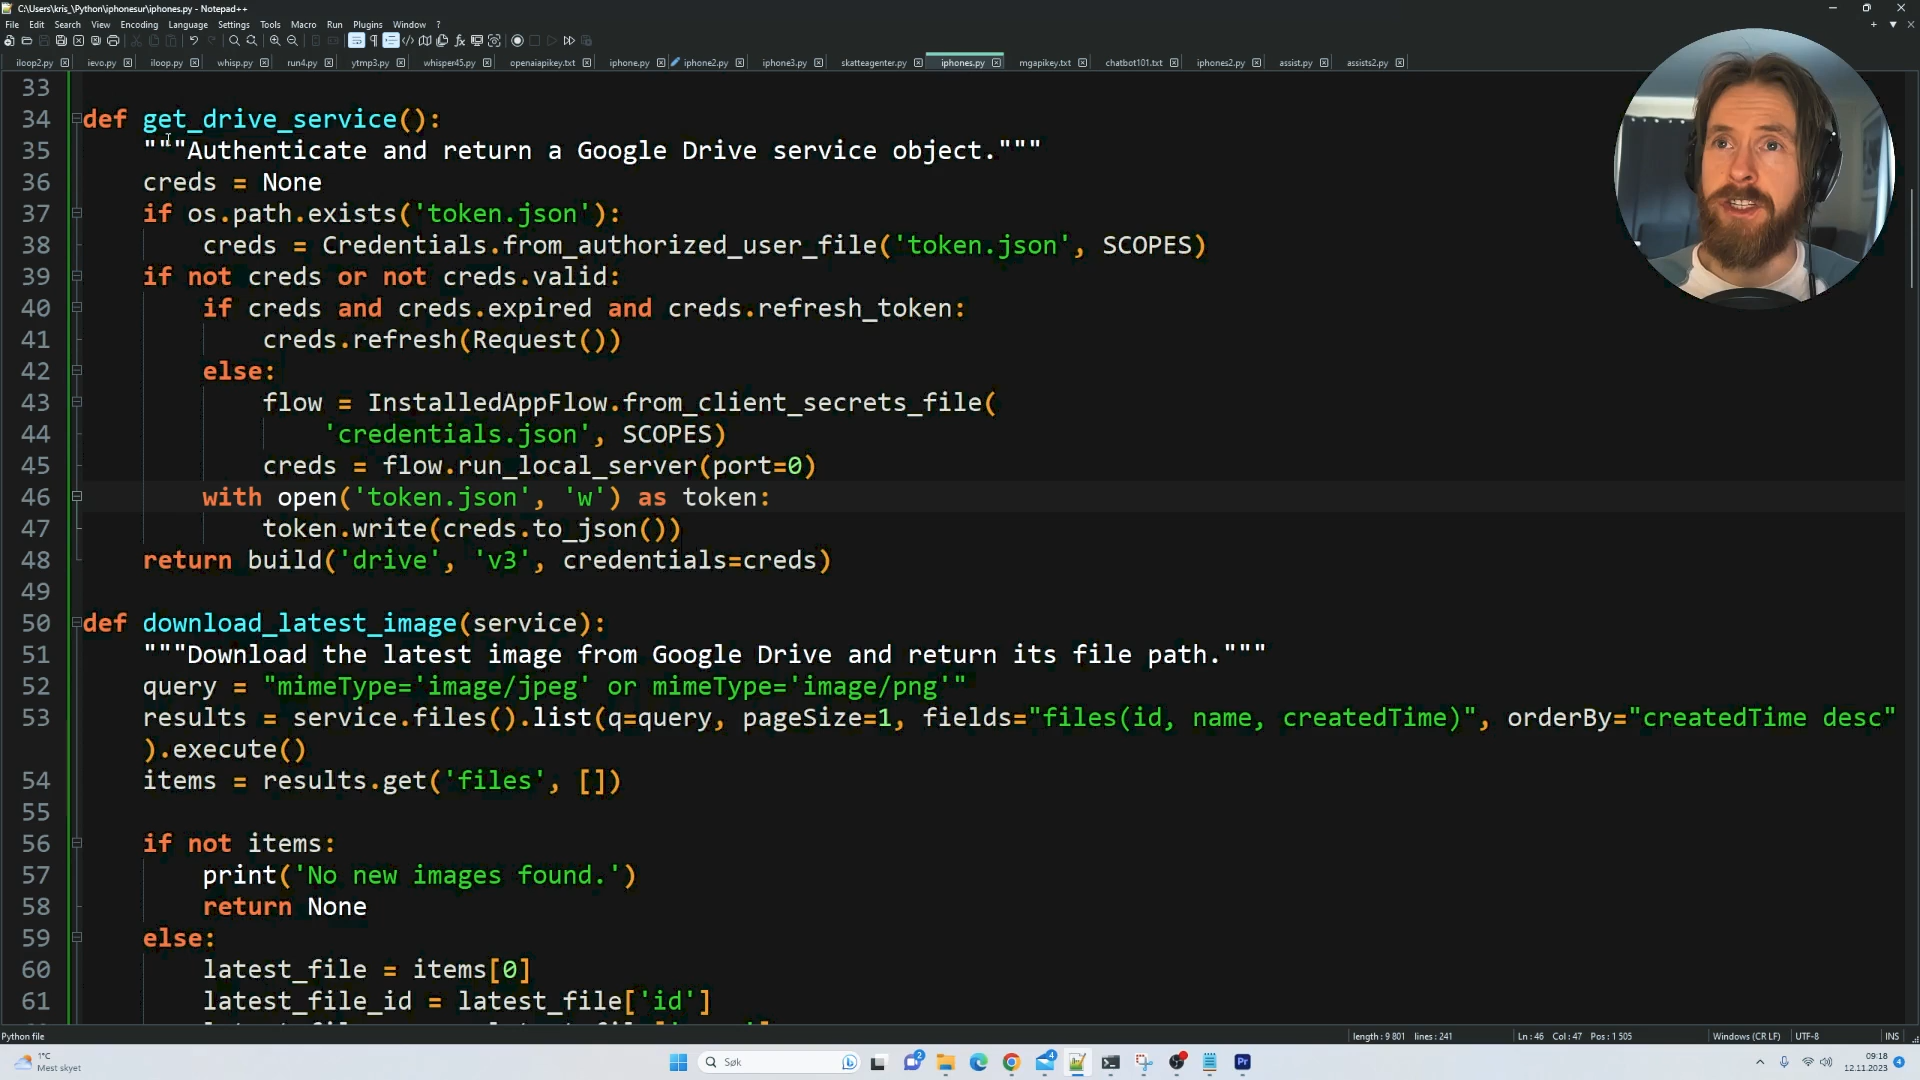 C:\Users\kris_\Python\iphonesur\iphones.py - Notepad++
File Edit Search View Encoding Language Settings Tools Macro Run Plugins Window ?
iloop2.py ievo.py iloop.py whisp.py run4.py ytmp3.py whisper45.py openaiapikey.txt iphone.py iphone2.py iphone3.py skatteagenter.py iphones.py mgapikey.txt chatbot101.txt iphones2.py assist.py assists2.py
33
34 def get_drive_service():
35 """Authenticate and return a Google Drive service object."""
36 creds = None
37 if os.path.exists('token.json'):
38 creds = Credentials.from_authorized_user_file('token.json', SCOPES)
39 if not creds or not creds.valid:
40 if creds and creds.expired and creds.refresh_token:
41 creds.refresh(Request())
42 else:
43 flow = InstalledAppFlow.from_client_secrets_file(
44 'credentials.json', SCOPES)
45 creds = flow.run_local_server(port=0)
46 with open('token.json', 'w') as token:
47 token.write(creds.to_json())
48 return build('drive', 'v3', credentials=creds)
49
50 def download_latest_image(service):
51 """Download the latest image from Google Drive and return its file path."""
52 query = "mimeType='image/jpeg' or mimeType='image/png'"
53 results = service.files().list(q=query, pageSize=1, fields="files(id, name, createdTime)", orderBy="createdTime desc"
).execute()
54 items = results.get('files', [])
55
56 if not items:
57 print('No new images found.')
58 return None
59 else:
60 latest_file = items[0]
61 latest_file_id = latest_file['id']
Python file length : 9 801 lines : 241 Ln : 46 Col : 47 Pos : 1 505 Windows (CR LF) UTF-8 INS
1°C
Mest skyet
Søk
09:18
12.11.2023